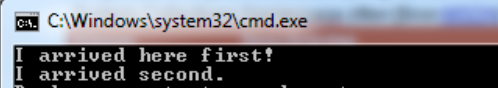 C:\Windows\system32\cmd.exe
I arrived here first!
I arrived second.